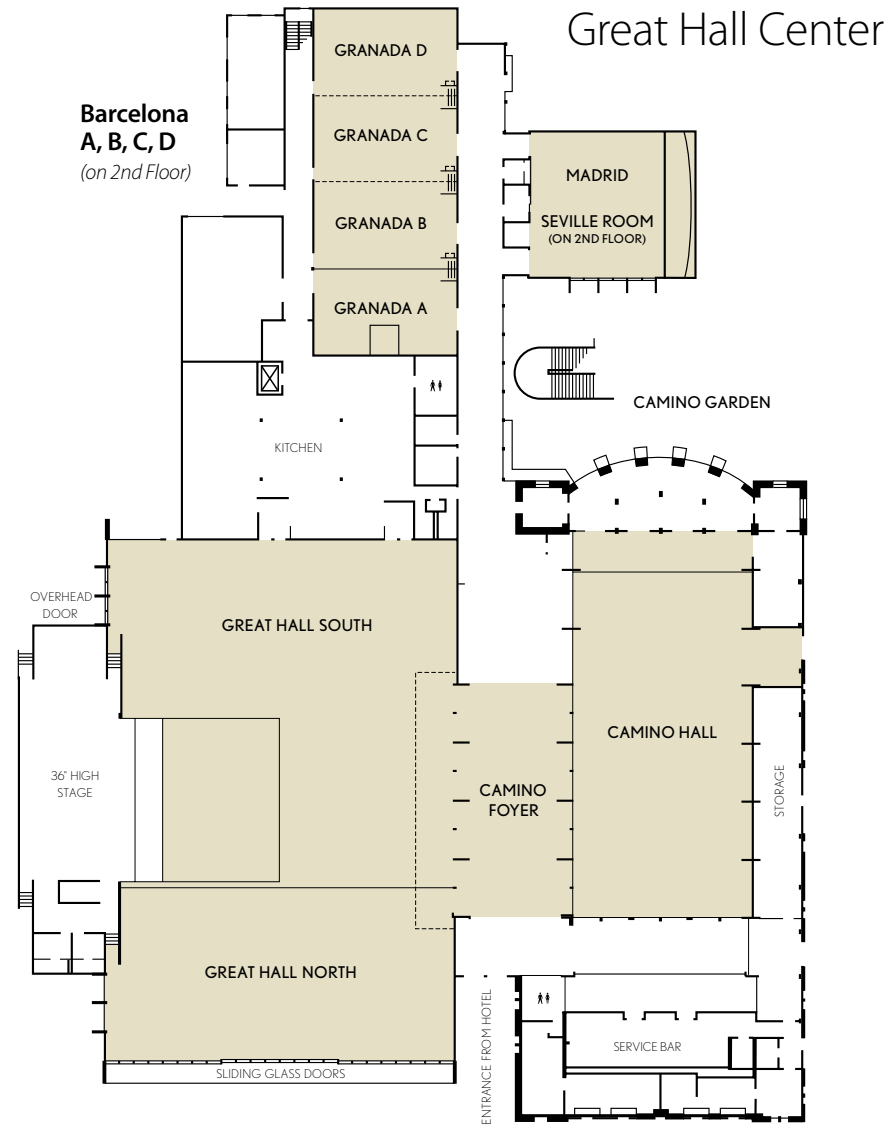 Great Hall Center
Barcelona
A, B, C, D
(on 2nd Floor)
GRANADA D
GRANADA C
GRANADA B
GRANADA A
MADRID
SEVILLE ROOM
(ON 2ND FLOOR)
CAMINO GARDEN
KITCHEN
OVERHEAD
DOOR
GREAT HALL SOUTH
36" HIGH
STAGE
CAMINO
FOYER
CAMINO HALL
STORAGE
GREAT HALL NORTH
SLIDING GLASS DOORS
ENTRANCE FROM HOTEL
SERVICE BAR